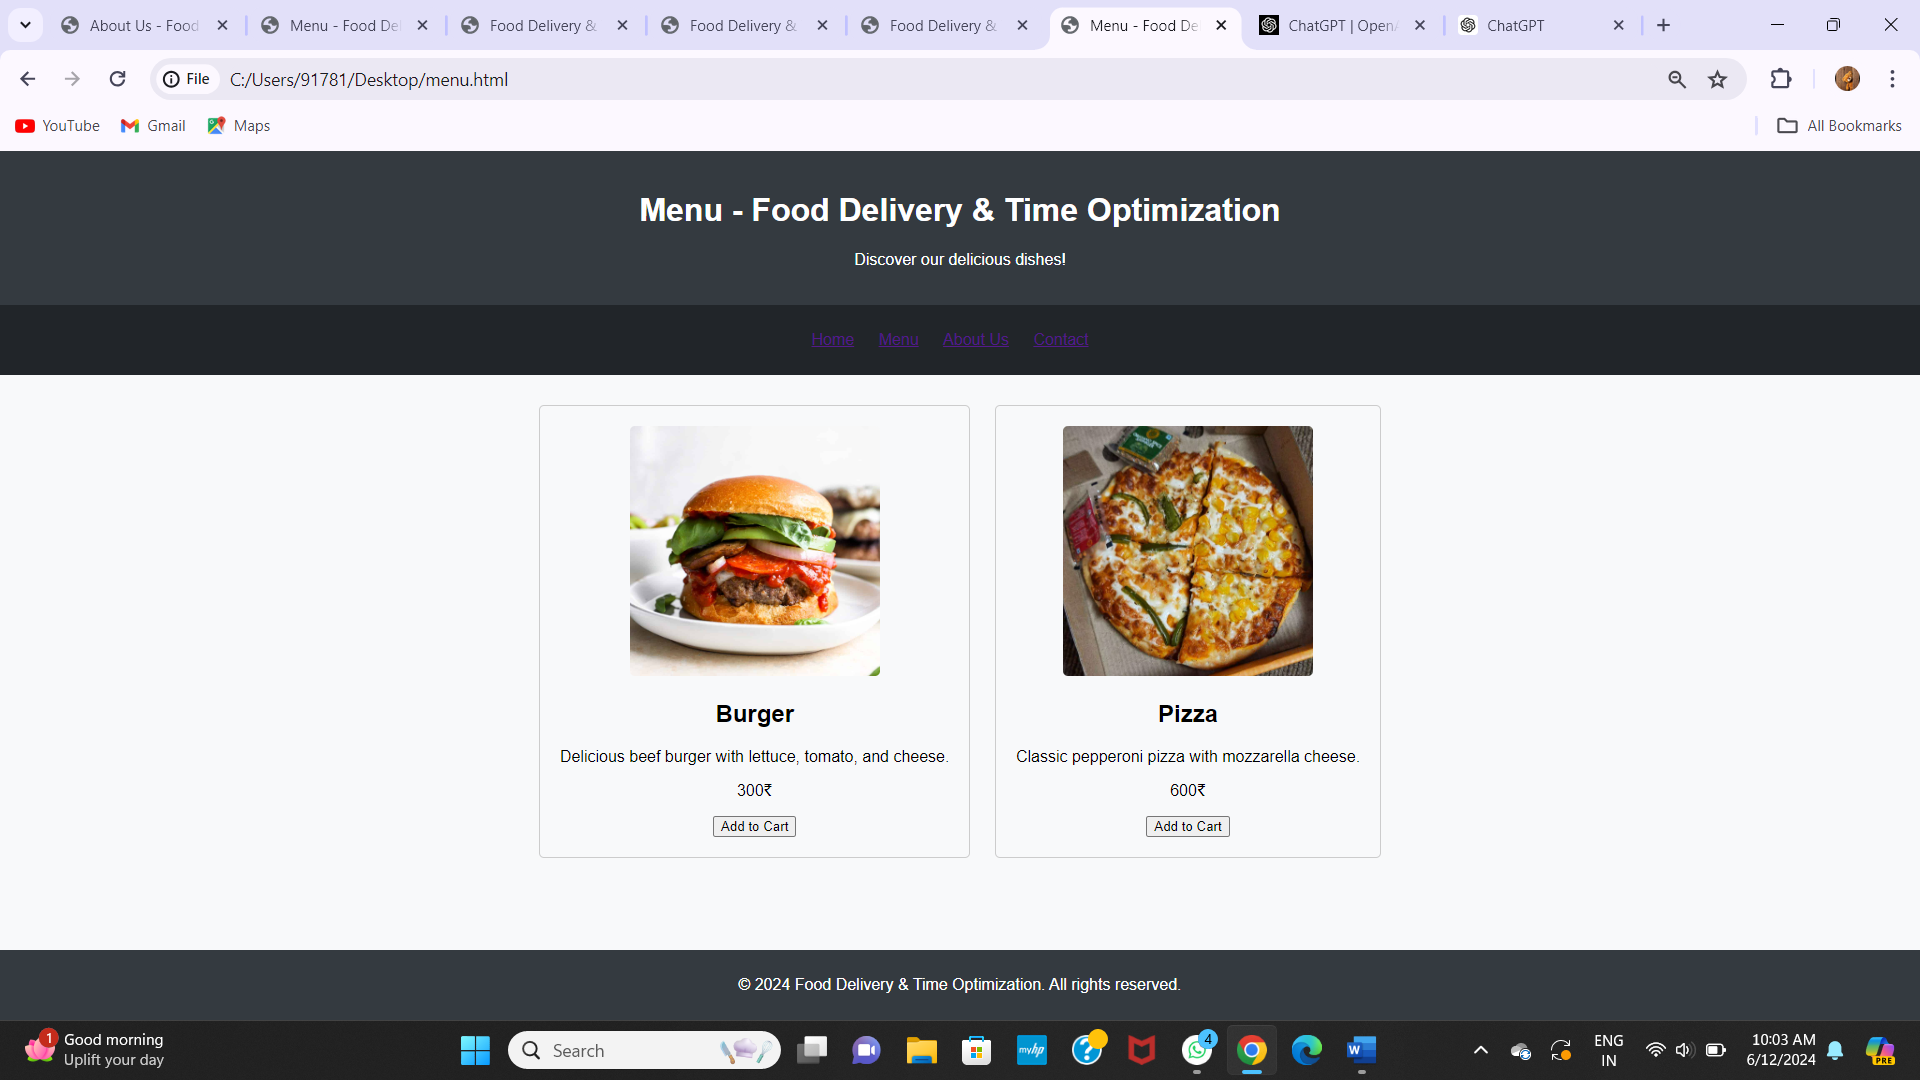 About Us - Food
Menu - Food De
Food Delivery &
Food Delivery &
Food Delivery &
Menu - Food De
ChatGPT | OpenA
ChatGPT
File
C:/Users/91781/Desktop/menu.html
YouTube
Gmail
Maps
All Bookmarks
Menu - Food Delivery & Time Optimization
Discover our delicious dishes!
Home Menu About Us Contact
Burger
Delicious beef burger with lettuce, tomato, and cheese.
300₹
Add to Cart
Pizza
Classic pepperoni pizza with mozzarella cheese.
600₹
Add to Cart
© 2024 Food Delivery & Time Optimization. All rights reserved.
1
Good morning
Uplift your day
Search
myhp
4
W
ENG
IN
10:03 AM
6/12/2024
PRE